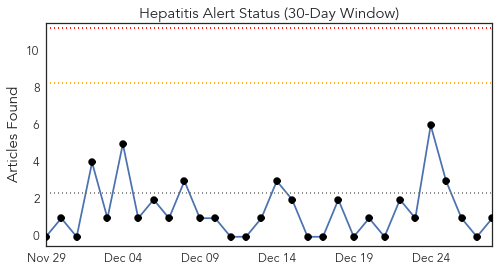 Hepatitis Alert Status (30-Day Window)
Articles Found
10
8
6
4
2
0
Nov 29 Dec 04 Dec 09 Dec 14 Dec 19 Dec 24